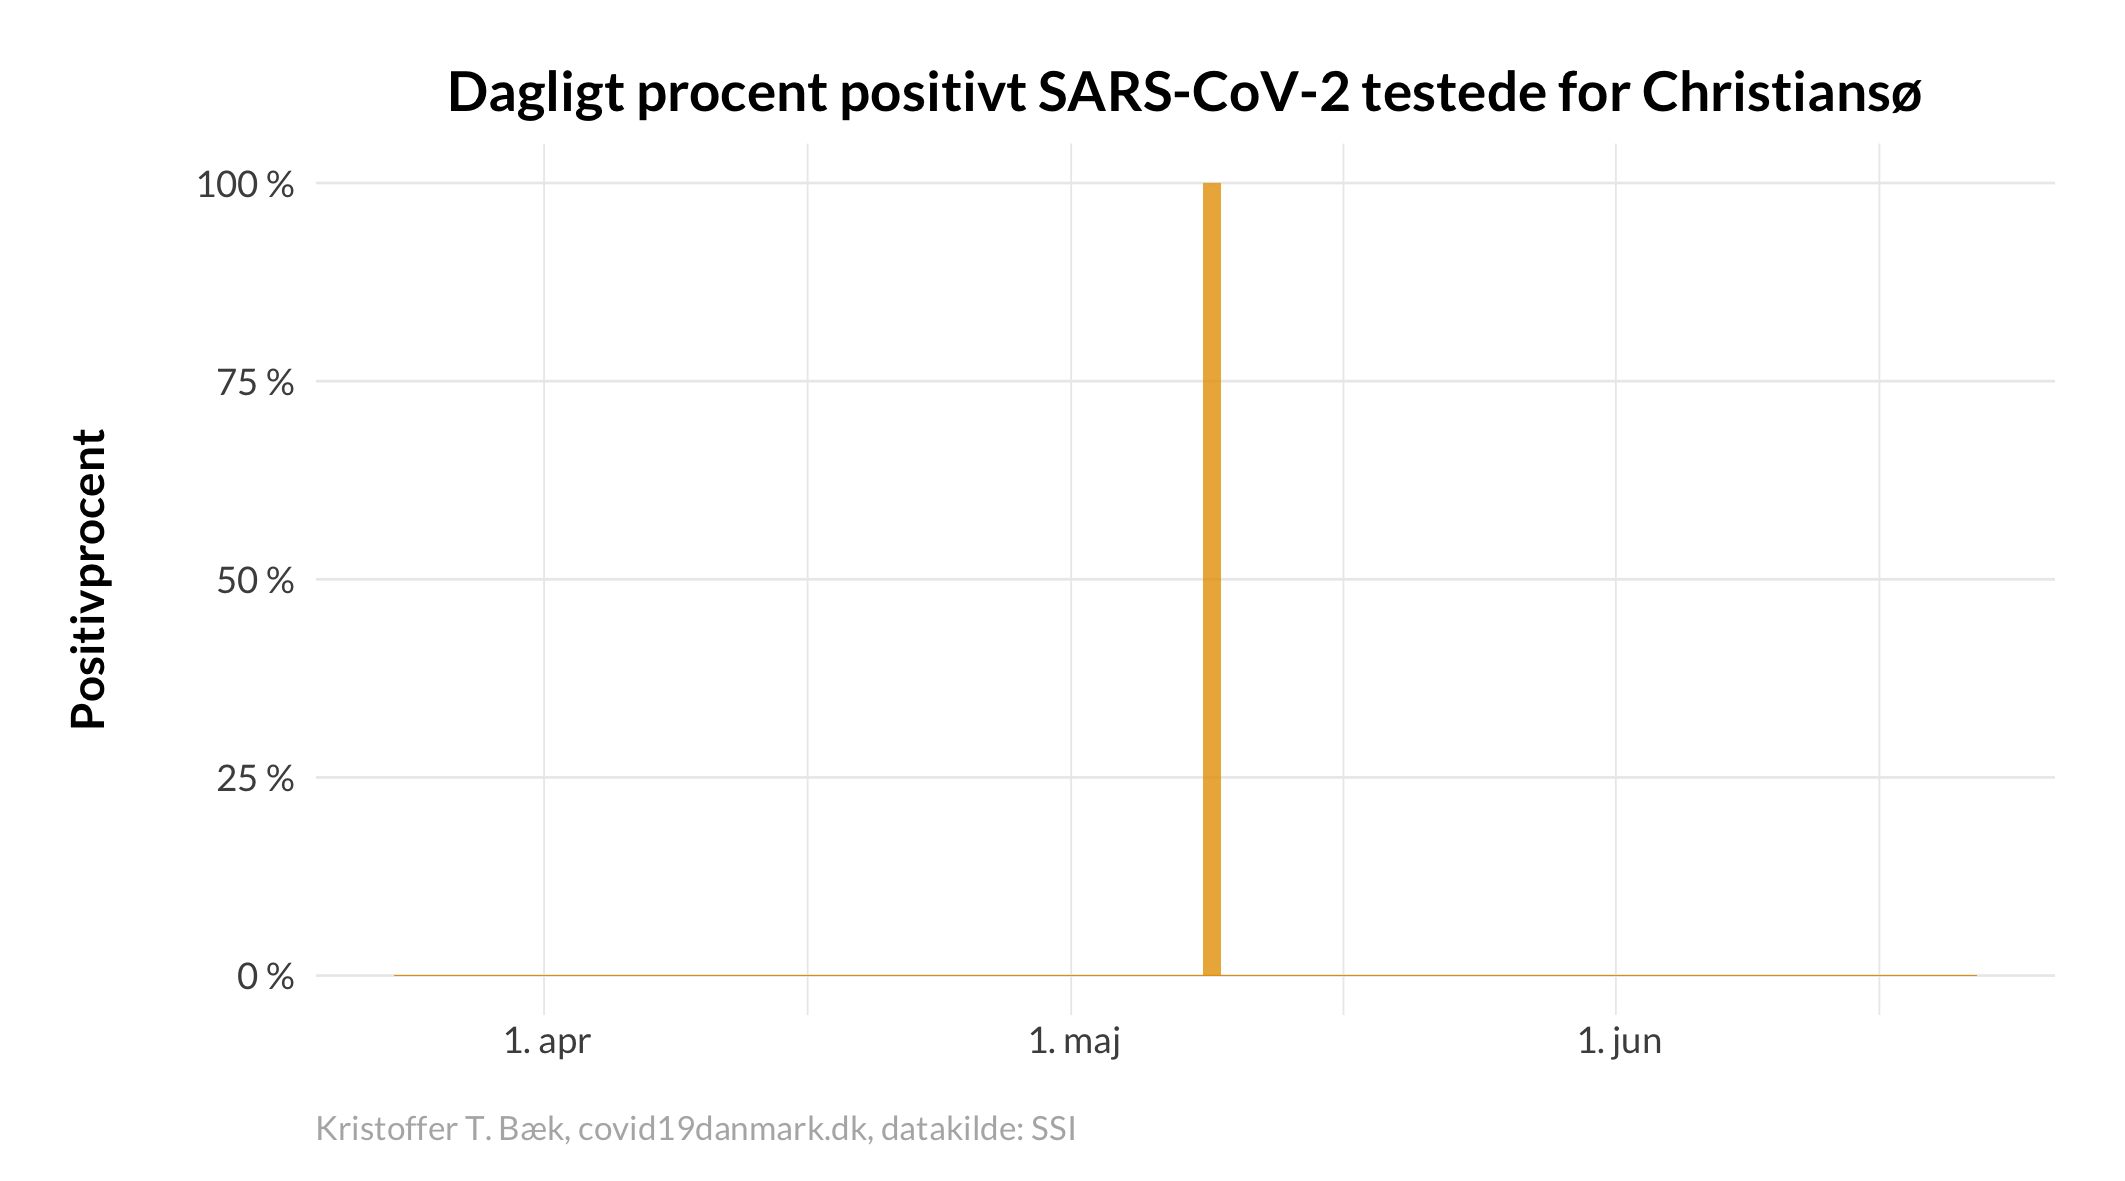 Dagligt procent positivt SARS-CoV-2 testede for Christiansø
Positivprocent
100 %
75 %
50 %
25 %
0 %
1. apr
1. maj
1. jun
Kristoffer T. Bæk, covid19danmark.dk, datakilde: SSI